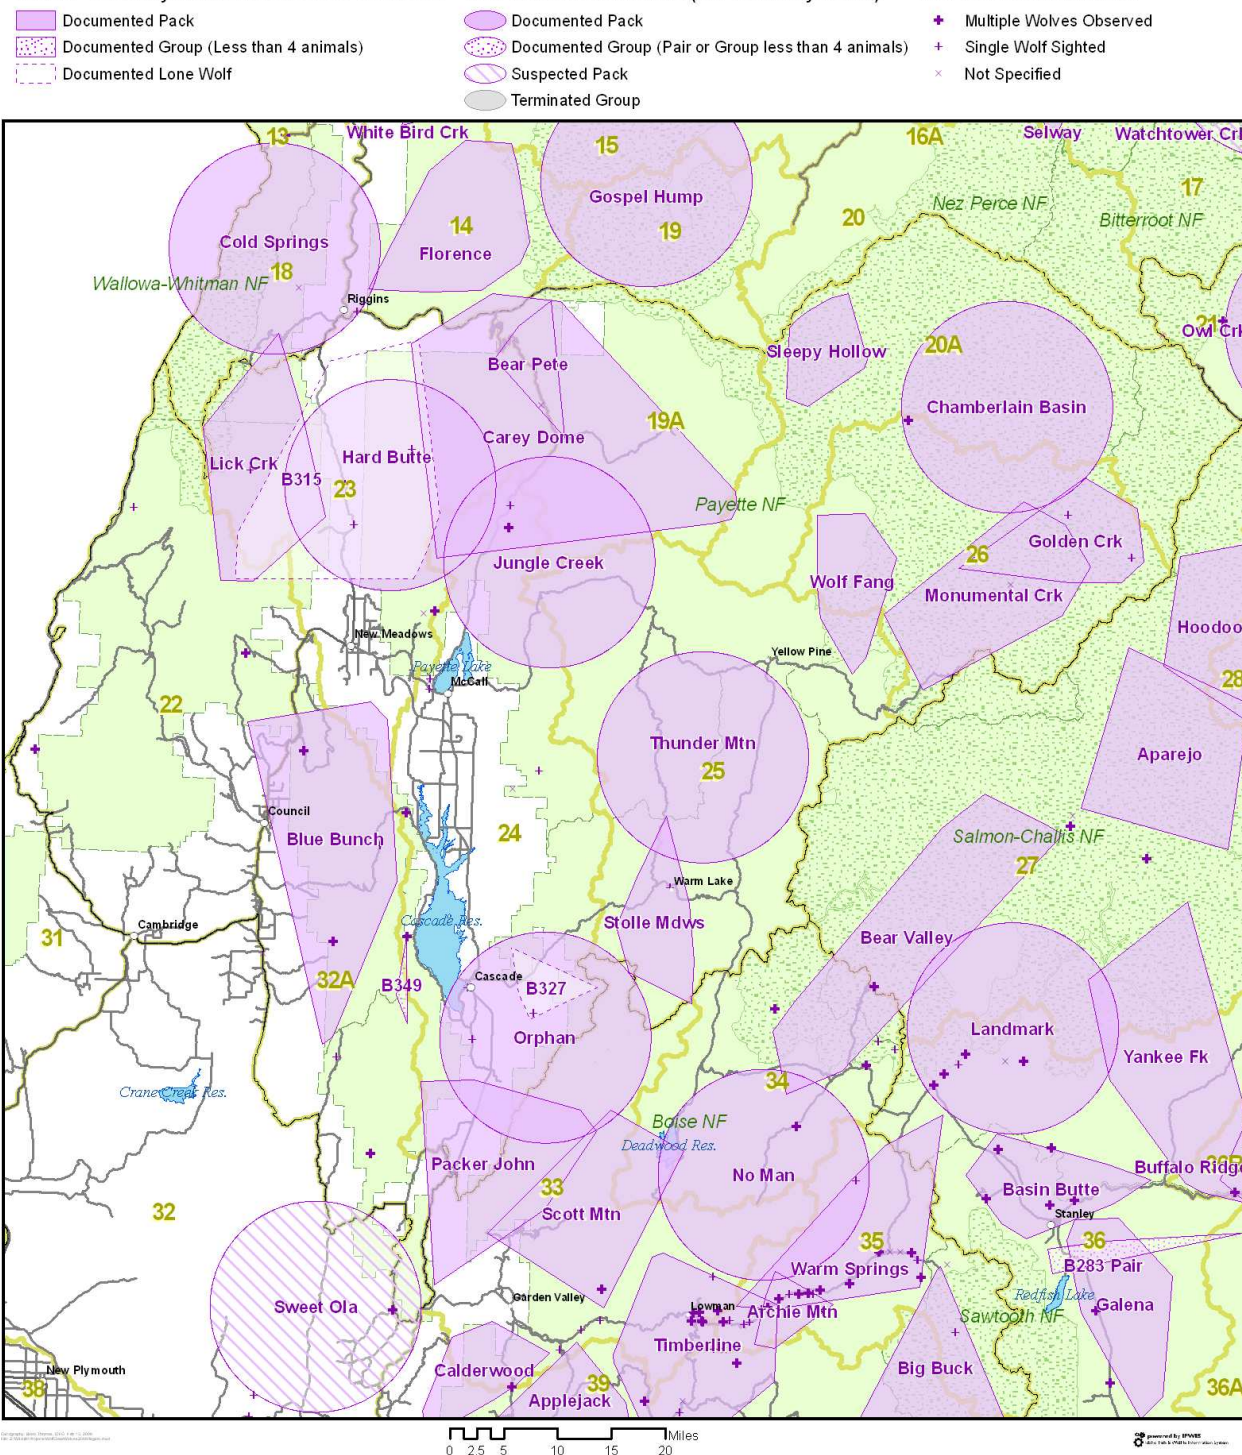 Documented Pack
Documented Pack
Multiple Wolves Observed
Documented Group (Less than 4 animals)
Documented Group (Pair or Group less than 4 animals)
Single Wolf Sighted
Documented Lone Wolf
Suspected Pack
Not Specified
Terminated Group
13
White Bird Crk
15
16A
Selway
Watchtower Crk
17
Gospel Hump
Nez Perce NF
14
19
20
Bitterroot NF
Cold Springs
Florence
18
Wallowa-Whitman NF
Riggins
21
Owl Crk
Sleepy Hollow
20A
Bear Pete
Chamberlain Basin
19A
Carey Dome
Lick Crk
Hard Butte
B315
23
Payette NF
Golden Crk
26
Jungle Creek
Wolf Fang
Monumental Crk
Hoodoo
New Meadows
Yellow Pine
Payette Lake
McCall
28
22
Thunder Mtn
Aparejo
25
Council
Blue Bunch
24
Salmon-Challis NF
27
Warm Lake
Cascade Res.
Stolle Mdws
Cambridge
Bear Valley
31
32A
B349
Cascade
B327
Orphan
Landmark
Yankee Fk
Crane Creek Res.
34
Boise NF
Deadwood Res.
Packer John
No Man
Buffalo Ridge
33
Basin Butte
32
Scott Mtn
Stanley
35
36
Warm Springs
B283 Pair
Sweet Ola
Garden Valley
Redfish Lake
Lowman
Archie Mtn
Galena
Sawtooth NF
Timberline
New Plymouth
Calderwood
Big Buck
38
39
36A
Applejack
Miles
0 2.5 5 10 15 20
powered by IFWIS